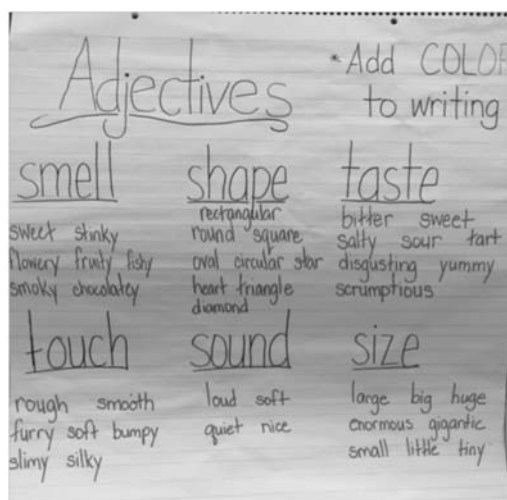 Adjectives
* Add COLOR
to writing
smell
sweet stinky
flowery fruity fishy
smoky chocolatey
shape
rectanglular
round square
oval circular star
heart triangle
diamond
taste
bitter sweet
salty sour tart
disgusting yummy
scrumptious
touch
rough smooth
furry soft bumpy
slimy silky
sound
loud soft
quiet nice
size
large big huge
enormous gigantic
small little tiny